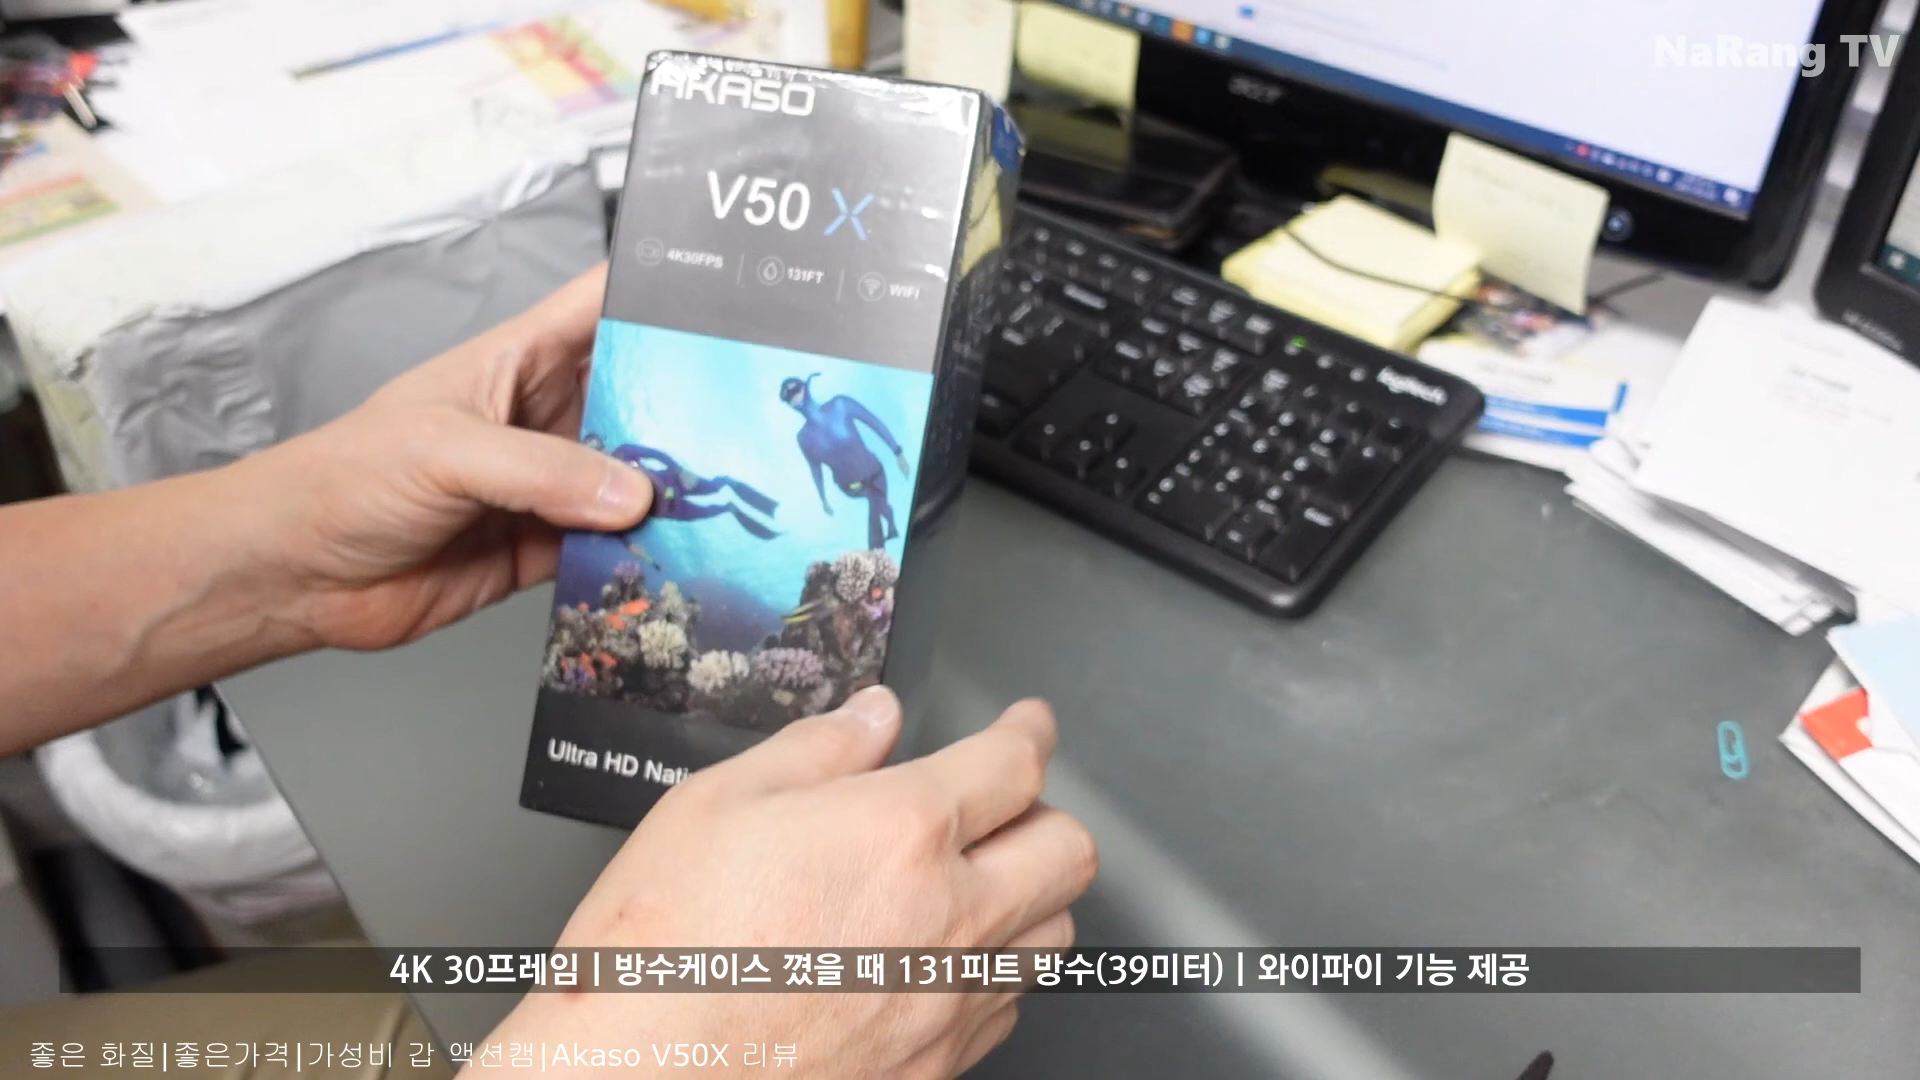 NaRang TV
acer
AKASO
V50 X
4K30FPS
131FT
WIFI
logitech
Ultra HD
4K 30프레임 | 방수케이스 꼈을 때 131피트 방수(39미터) | 와이파이 기능 제공
좋은 화질|좋은가격|가성비 갑 액션캠|Akaso V50X 리뷰